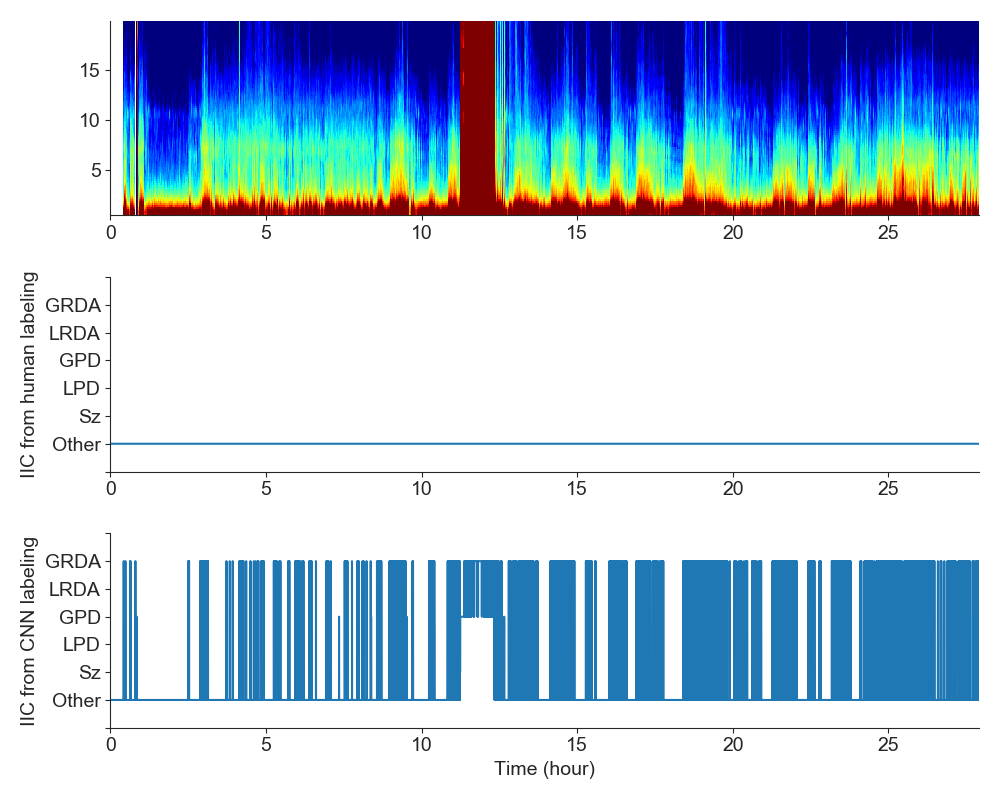 15
10
5
0 5 10 15 20 25
IIC from human labeling
GRDA
LRDA
GPD
LPD
Sz
Other
0 5 10 15 20 25
IIC from CNN labeling
GRDA
LRDA
GPD
LPD
Sz
Other
0 5 10 15 20 25
Time (hour)